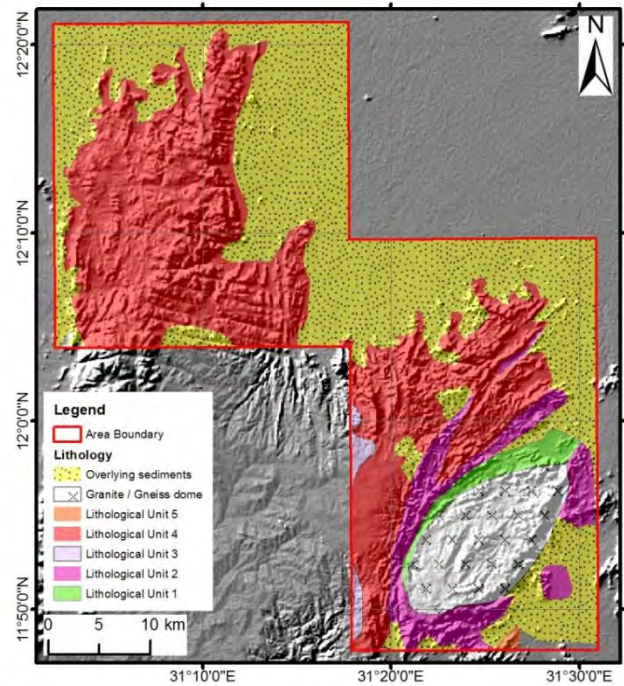 N
12°20'0"N
12°10'0"N
12°0'0"N
11°50'0"N
Legend
Area Boundary
Lithology
Overlying sediments
Granite / Gneiss dome
Lithological Unit 5
Lithological Unit 4
Lithological Unit 3
Lithological Unit 2
Lithological Unit 1
0 5 10 km
31°10'0"E 31°20'0"E 31°30'0"E